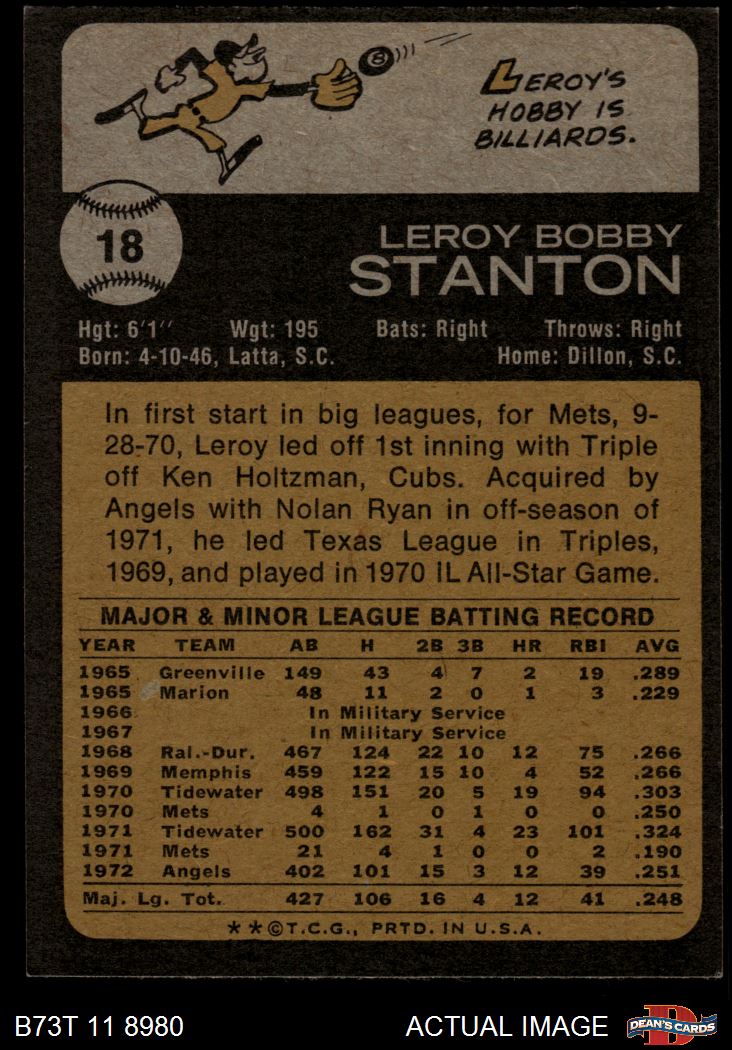 8
LEROY'S
HOBBY IS
BILLIARDS.
18
LEROY BOBBY
STANTON
Hgt: 6'1" Wgt: 195 Bats: Right Throws: Right
Born: 4-10-46, Latta, S.C. Home: Dillon, S.C.
In first start in big leagues, for Mets, 9-
28-70, Leroy led off 1st inning with Triple
off Ken Holtzman, Cubs. Acquired by
Angels with Nolan Ryan in off-season of
1971, he led Texas League in Triples,
1969, and played in 1970 IL All-Star Game.
MAJOR & MINOR LEAGUE BATTING RECORD
YEAR TEAM AB H 2B 3B HR RBI AVG
1965 Greenville 149 43 4 7 2 19 .289
1965 Marion 48 11 2 0 1 3 .229
1966 In Military Service
1967 In Military Service
1968 Ral.-Dur. 467 124 22 10 12 75 .266
1969 Memphis 459 122 15 10 4 52 .266
1970 Tidewater 498 151 20 5 19 94 .303
1970 Mets 4 1 0 1 0 0 .250
1971 Tidewater 500 162 31 4 23 101 .324
1971 Mets 21 4 1 0 0 2 .190
1972 Angels 402 101 15 3 12 39 .251
Maj. Lg. Tot. 427 106 16 4 12 41 .248
**©T.C.G., PRTD. IN U.S.A.
B73T 11 8980 ACTUAL IMAGE DEAN'S CARDS